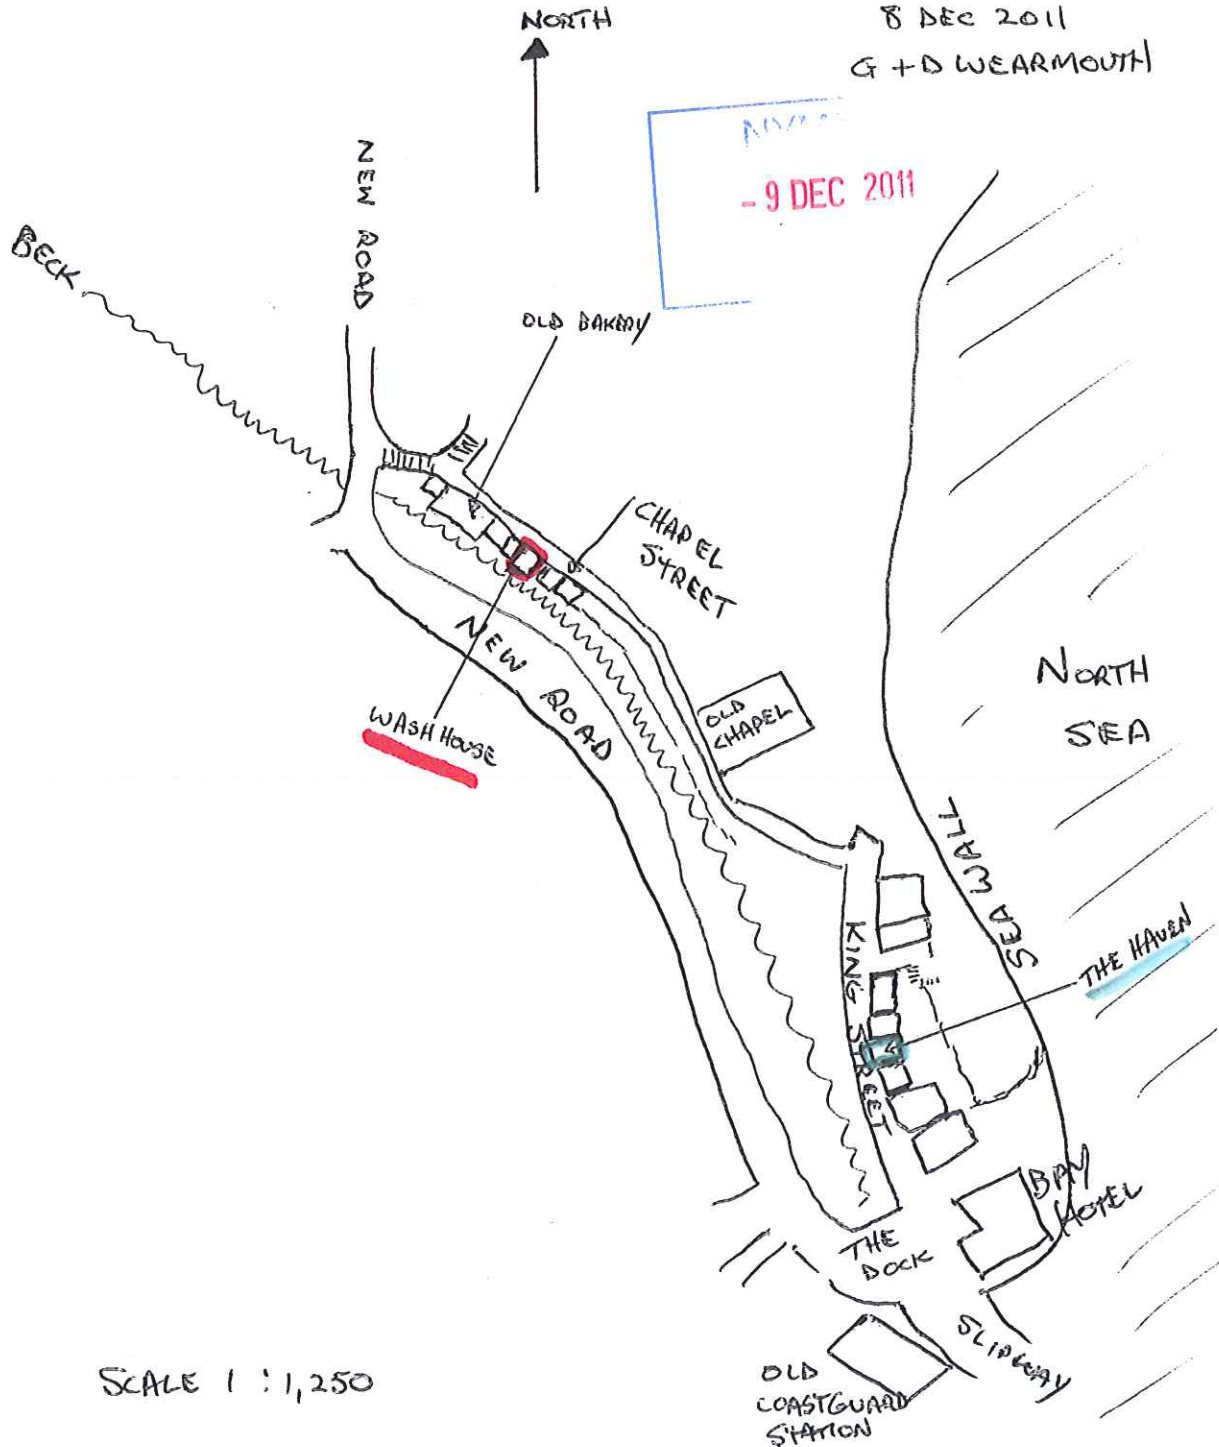 NORTH
8 DEC 2011
G + D WEARMOUTH
- 9 DEC 2011
NEW ROAD
BECK
OLD BAKERY
CHAPEL
STREET
NEW ROAD
WASH HOUSE
OLD
CHAPEL
NORTH
SEA
SEA WALL
KING STREET
THE HAVEN
BAY
HOTEL
THE
DOCK
SLIPWAY
OLD
COASTGUARD
STATION
SCALE 1 : 1,250